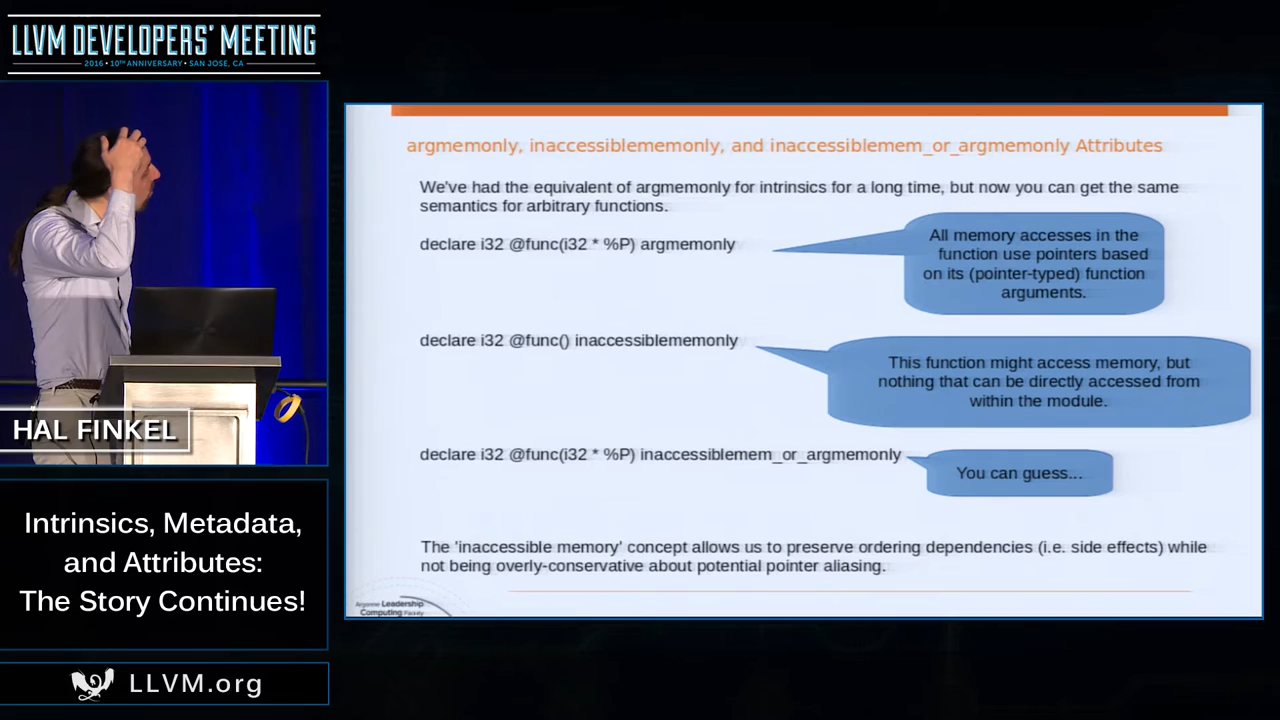 LLVM DEVELOPERS' MEETING
2016 • 10TH ANNIVERSARY • SAN JOSE, CA
argmemonly, inaccessiblememonly, and inaccessiblemem_or_argmemonly Attributes
We've had the equivalent of argmemonly for intrinsics for a long time, but now you can get the same
semantics for arbitrary functions.
declare i32 @func(i32 * %P) argmemonly
All memory accesses in the
function use pointers based
on its (pointer-typed) function
arguments.
declare i32 @func() inaccessiblememonly
This function might access memory, but
nothing that can be directly accessed from
within the module.
declare i32 @func(i32 * %P) inaccessiblemem_or_argmemonly
You can guess...
The 'inaccessible memory' concept allows us to preserve ordering dependencies (i.e. side effects) while
not being overly-conservative about potential pointer aliasing.
Argonne Leadership
Computing Facility
HAL FINKEL
Intrinsics, Metadata,
and Attributes:
The Story Continues!
LLVM.org